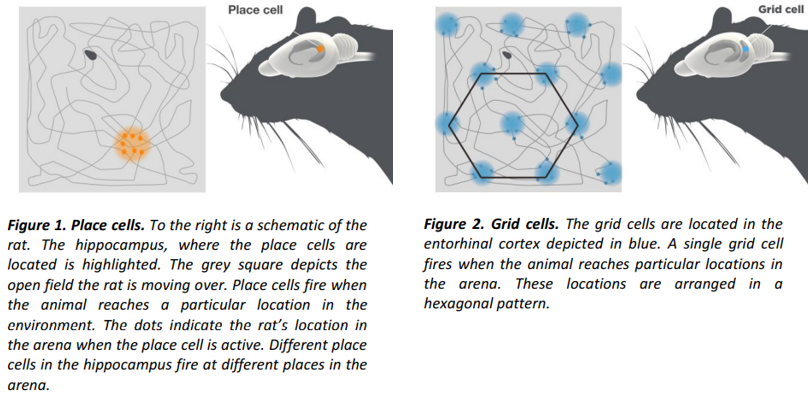 Place cell
Grid cell
Figure 1. Place cells. To the right is a schematic of the
rat. The hippocampus, where the place cells are
located is highlighted. The grey square depicts the
open field the rat is moving over. Place cells fire when
the animal reaches a particular location in the
environment. The dots indicate the rat’s location in
the arena when the place cell is active. Different place
cells in the hippocampus fire at different places in the
arena.
Figure 2. Grid cells. The grid cells are located in the
entorhinal cortex depicted in blue. A single grid cell
fires when the animal reaches particular locations in
the arena. These locations are arranged in a
hexagonal pattern.